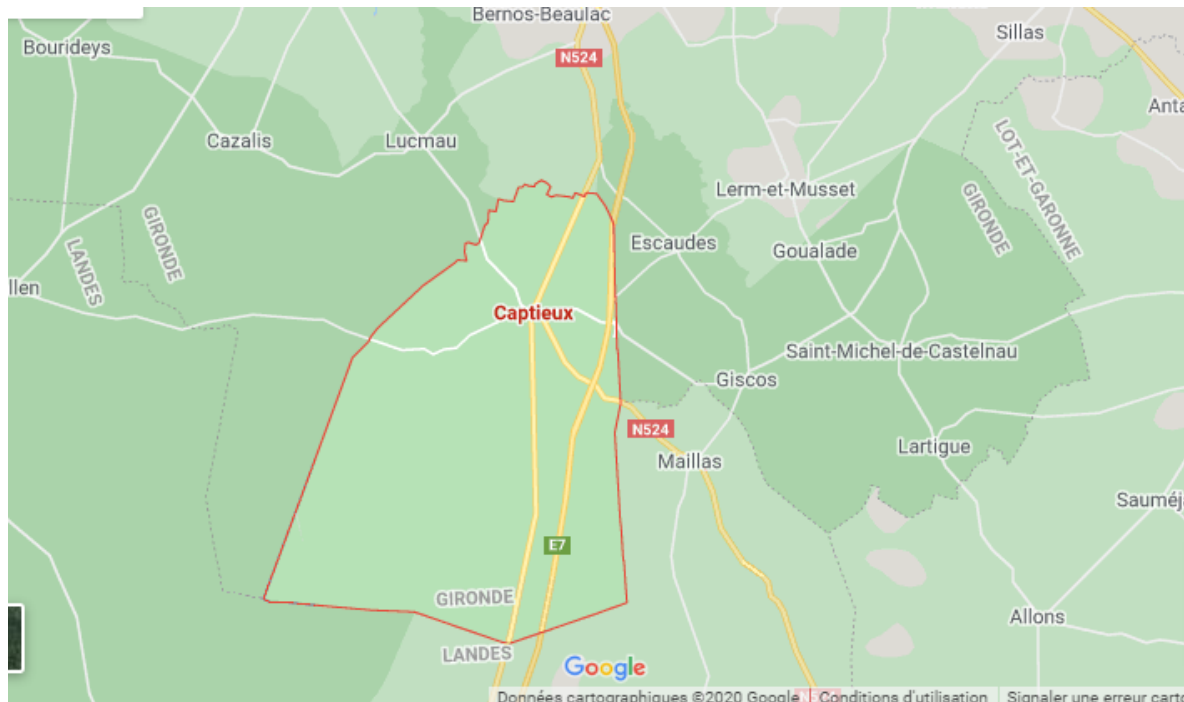 Bernos-Beaulac
Sillas
Bourideys
N524
Anta
Cazalis
Lucmau
LOT-ET-GARONNE
Lerm-et-Musset
GIRONDE
GIRONDE
Escaudes
Goualade
LANDES
llen
Captieux
Saint-Michel-de-Castelnau
Giscos
N524
Lartigue
Maillas
Sauméj
E7
GIRONDE
Allons
LANDES
Google
Données cartographiques ©2020 Google Conditions d'utilisation Signaler une erreur carto